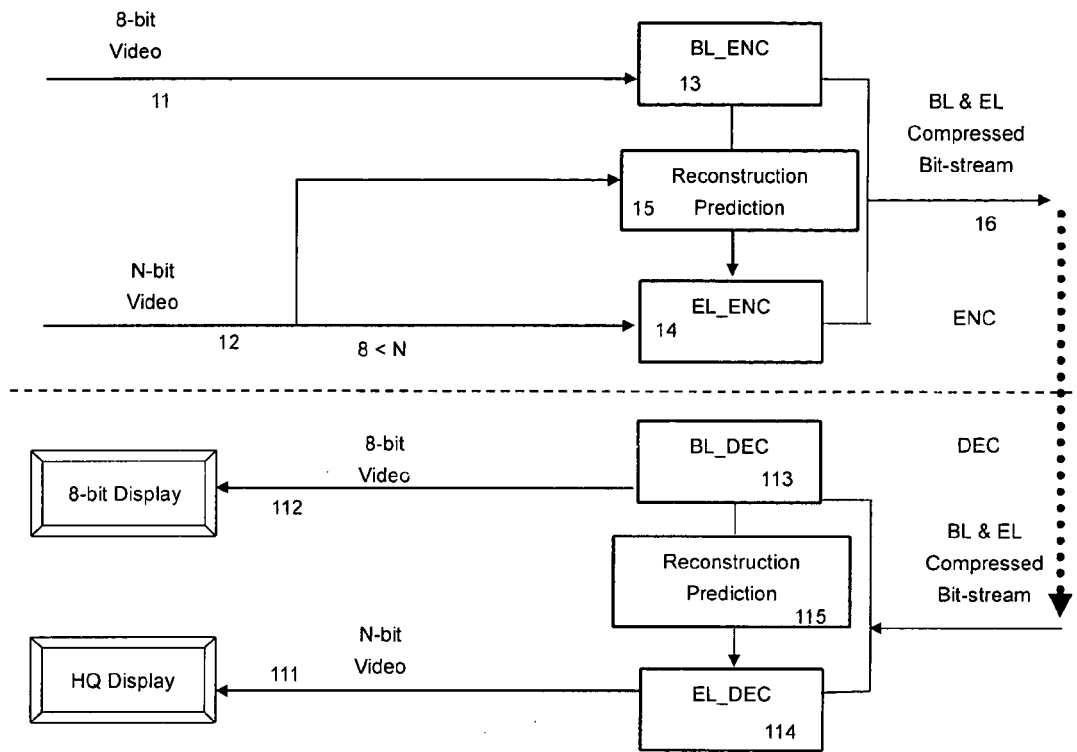 8-bit
Video
11
BL_ENC
13
BL & EL
Compressed
Bit-stream
16
Reconstruction
Prediction
15
N-bit
Video
12
8 < N
EL_ENC
14
ENC
8-bit
Video
112
BL_DEC
113
DEC
8-bit Display
BL & EL
Compressed
Bit-stream
Reconstruction
Prediction
115
N-bit
Video
111
HQ Display
EL_DEC
114